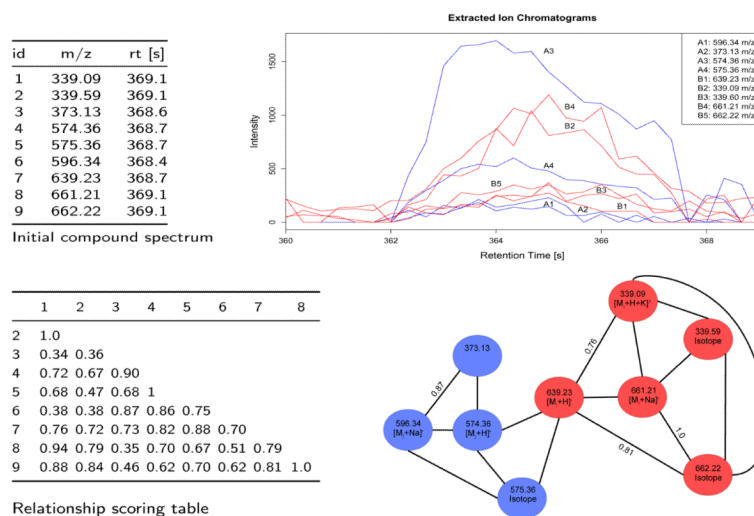 id m/z rt [s]
1 339.09 369.1
2 339.59 369.1
3 373.13 368.6
4 574.36 368.7
5 575.36 368.7
6 596.34 368.4
7 639.23 368.7
8 661.21 369.1
9 662.22 369.1
Initial compound spectrum
Extracted Ion Chromatograms
Intensity
0
500
1000
1500
A3
B4
B2
A4
B5
B3
A1
A2
B1
A1: 596.34 m/z
A2: 373.13 m/z
A3: 574.36 m/z
A4: 575.36 m/z
B1: 639.23 m/z
B2: 339.09 m/z
B3: 339.60 m/z
B4: 661.21 m/z
B5: 662.22 m/z
360 362 364 366 368
Retention Time [s]
1 2 3 4 5 6 7 8
2 1.0
3 0.34 0.36
4 0.72 0.67 0.90
5 0.68 0.47 0.68 1
6 0.38 0.38 0.87 0.86 0.75
7 0.76 0.72 0.73 0.82 0.88 0.70
8 0.94 0.79 0.35 0.70 0.67 0.51 0.79
9 0.88 0.84 0.46 0.62 0.70 0.62 0.81 1.0
Relationship scoring table
339.09
[M +H+K]
0.76
339.59
Isotope
373.13
0.87
639.23
[M +H]
661.21
[M +Na]
596.34
[M +Na]
574.36
[M +H]
1.0
0.81
662.22
Isotope
575.36
Isotope